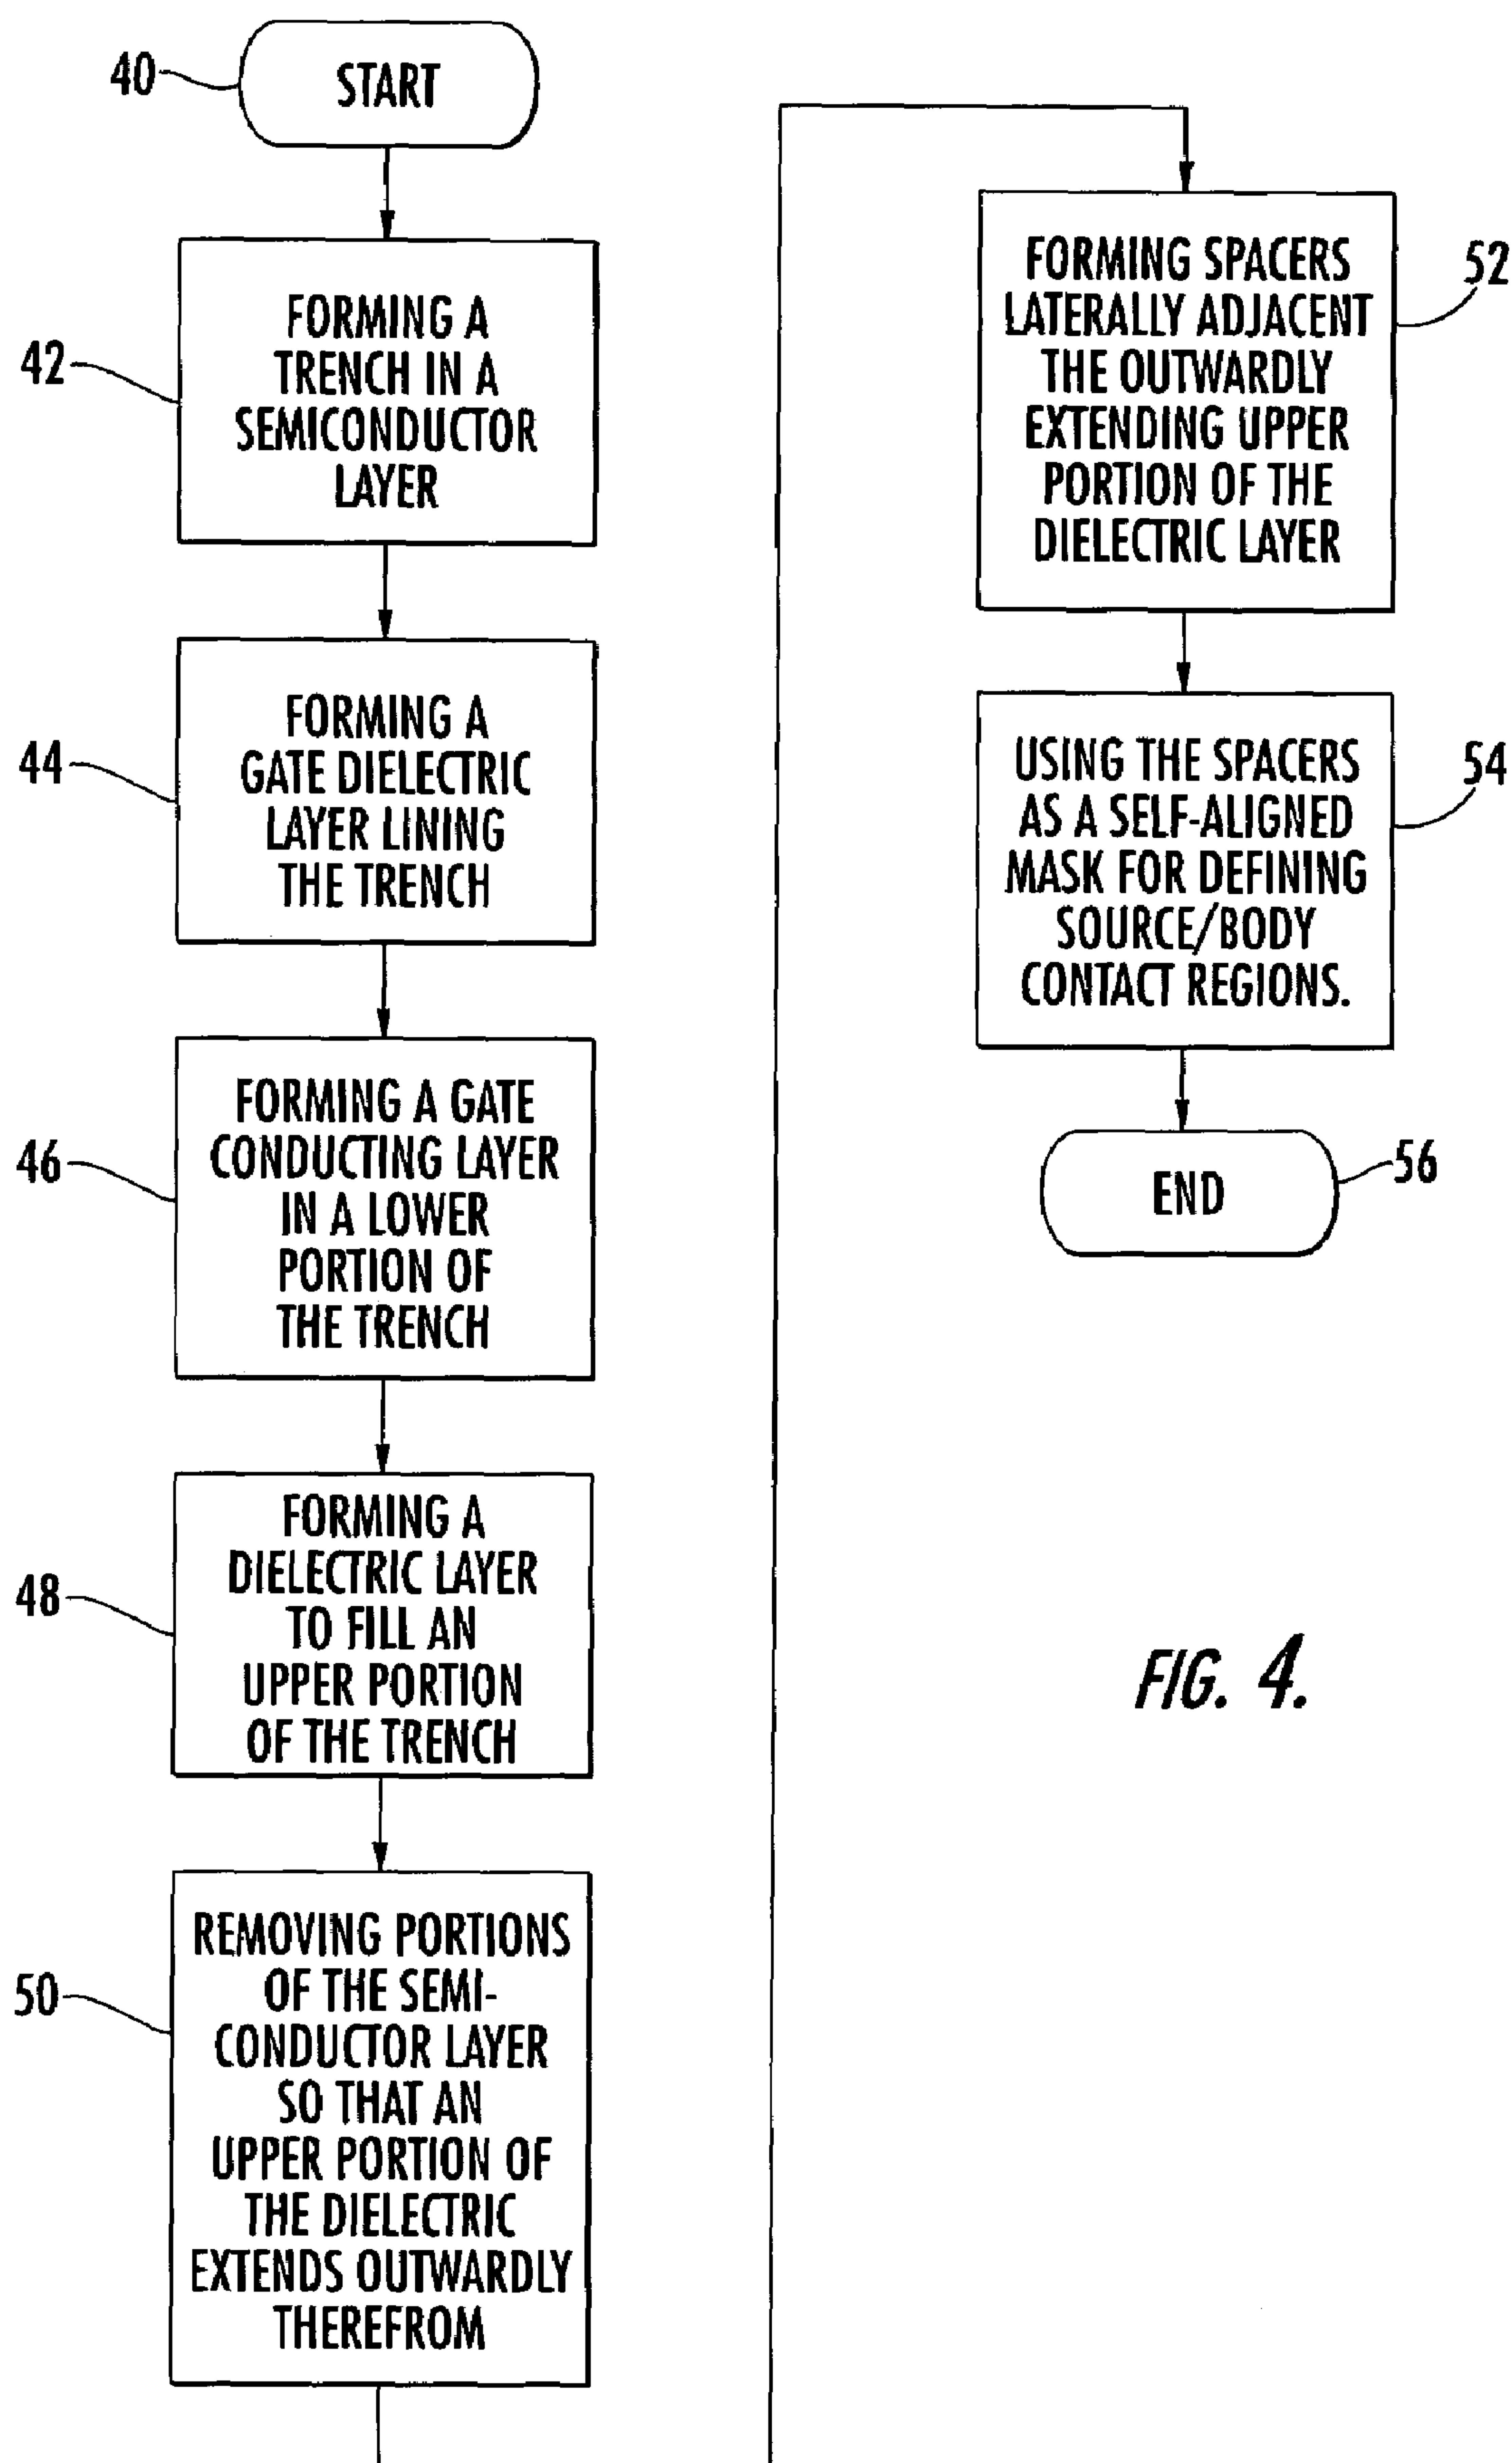 40
START
42
FORMING A
TRENCH IN A
SEMICONDUCTOR
LAYER
44
FORMING A
GATE DIELECTRIC
LAYER LINING
THE TRENCH
46
FORMING A GATE
CONDUCTING LAYER
IN A LOWER
PORTION OF
THE TRENCH
48
FORMING A
DIELECTRIC LAYER
TO FILL AN
UPPER PORTION
OF THE TRENCH
50
REMOVING PORTIONS
OF THE SEMI-
CONDUCTOR LAYER
SO THAT AN
UPPER PORTION OF
THE DIELECTRIC
EXTENDS OUTWARDLY
THEREFROM
FORMING SPACERS
LATERALLY ADJACENT
THE OUTWARDLY
EXTENDING UPPER
PORTION OF THE
DIELECTRIC LAYER
52
USING THE SPACERS
AS A SELF-ALIGNED
MASK FOR DEFINING
SOURCE/BODY
CONTACT REGIONS.
54
END
56
FIG. 4.